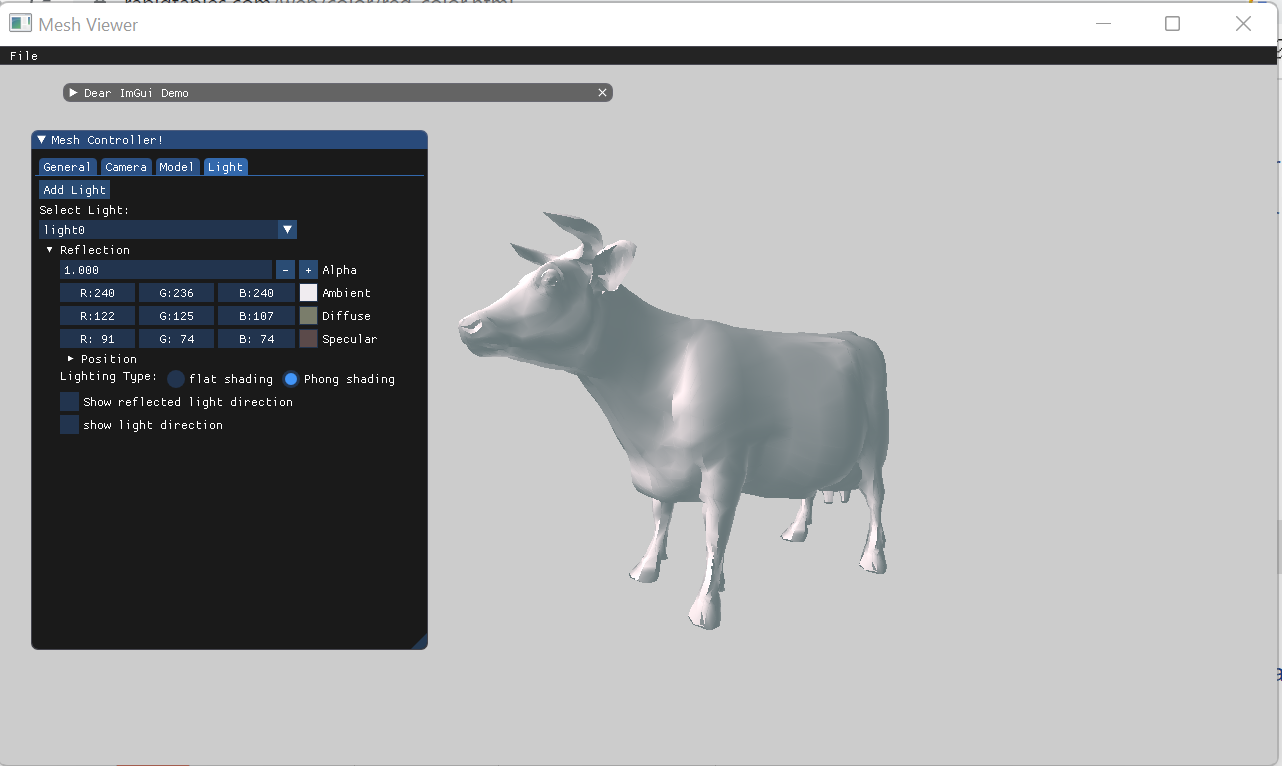 Mesh Viewer
File
Dear ImGui Demo
Mesh Controller!
General Camera Model Light
Add Light
Select Light:
light0
Reflection
1.000 - + Alpha
R:240 G:236 B:240 Ambient
R:122 G:125 B:107 Diffuse
R: 91 G: 74 B: 74 Specular
Position
Lighting Type: flat shading Phong shading
Show reflected light direction
show light direction